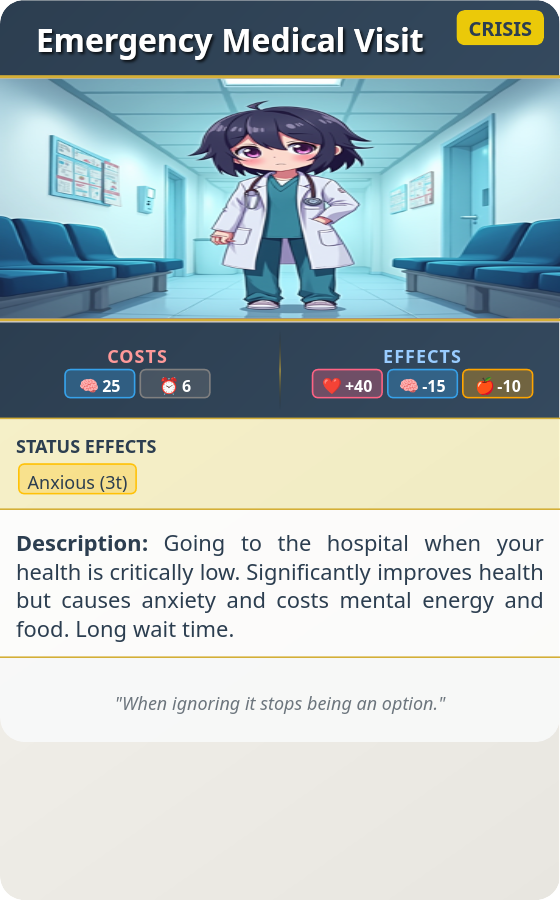 Emergency Medical Visit
CRISIS
COSTS
🧠 25
⏰ 6
EFFECTS
❤️ +40
🧠 -15
🍎 -10
STATUS EFFECTS
Anxious (3t)
Description: Going to the hospital when your
health is critically low. Significantly improves health
but causes anxiety and costs mental energy and
food. Long wait time.
"When ignoring it stops being an option."